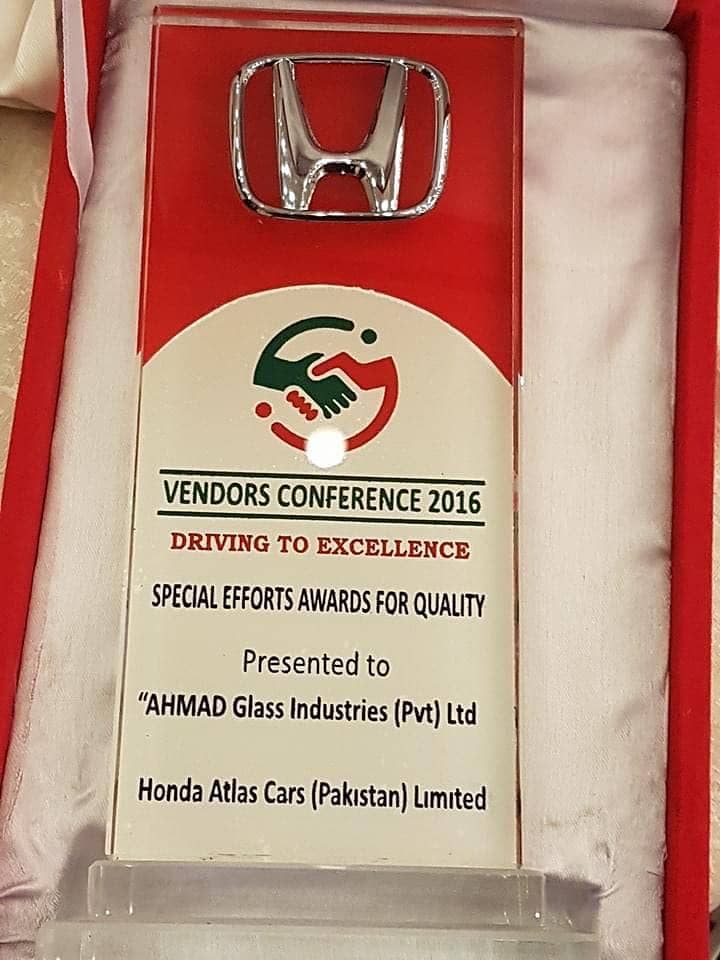 VENDORS CONFERENCE 2016
DRIVING TO EXCELLENCE
SPECIAL EFFORTS AWARDS FOR QUALITY
Presented to
“AHMAD Glass Industries (Pvt) Ltd
Honda Atlas Cars (Pakistan) Limited